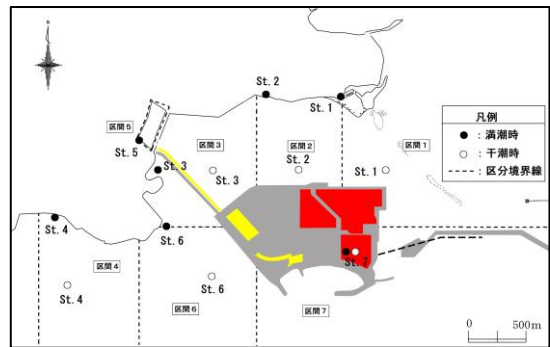 N
St. 2
St. 1
区間5
St. 5
区間3
区間2
区間1
St. 3
St. 3
St. 2
St. 1
凡例
● : 満潮時
○ : 干潮時
----- : 区分境界線
St. 4
St. 6
St. 7
区間4
St. 4
St. 6
区間6
区間7
0 500m